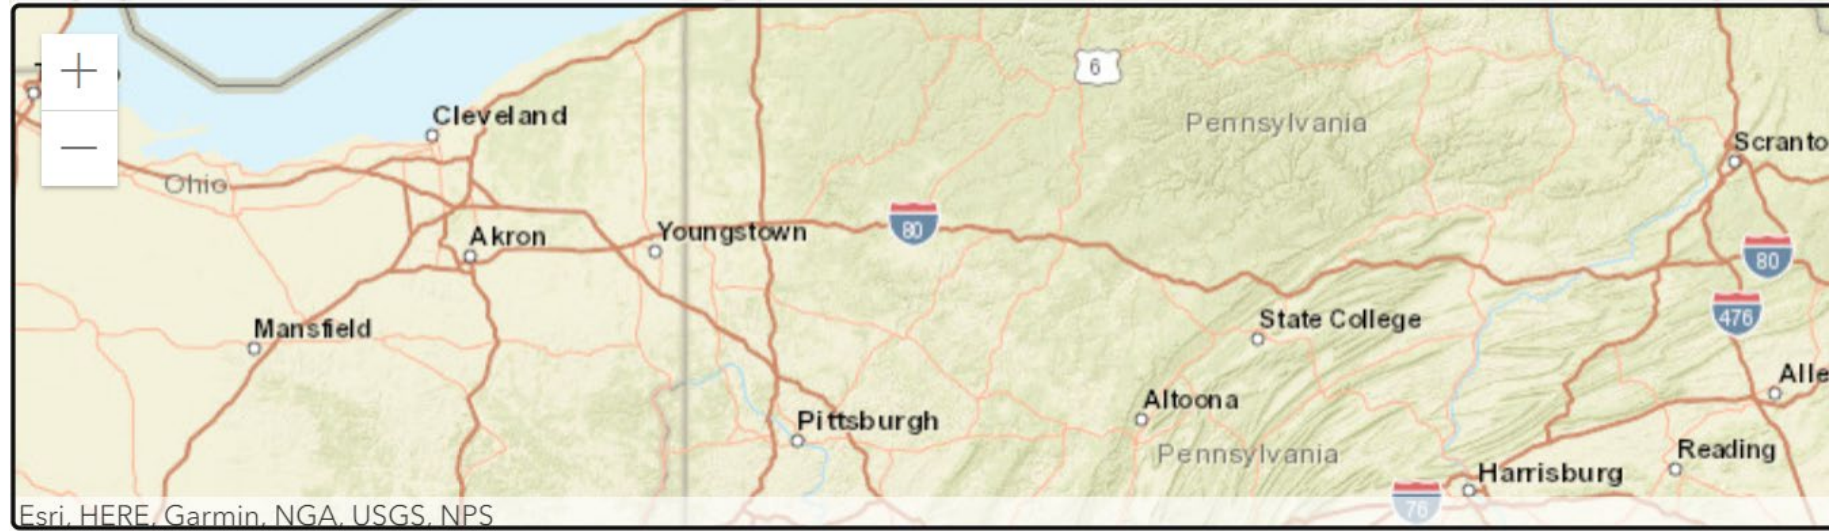 6
Cleveland
Pennsylvania
Scranto
Ohio
80
Youngstown
Akron
80
476
State College
Mansfield
Alle
Altoona
Pittsburgh
Pennsylvania
Reading
Harrisburg
76
Esri, HERE, Garmin, NGA, USGS, NPS